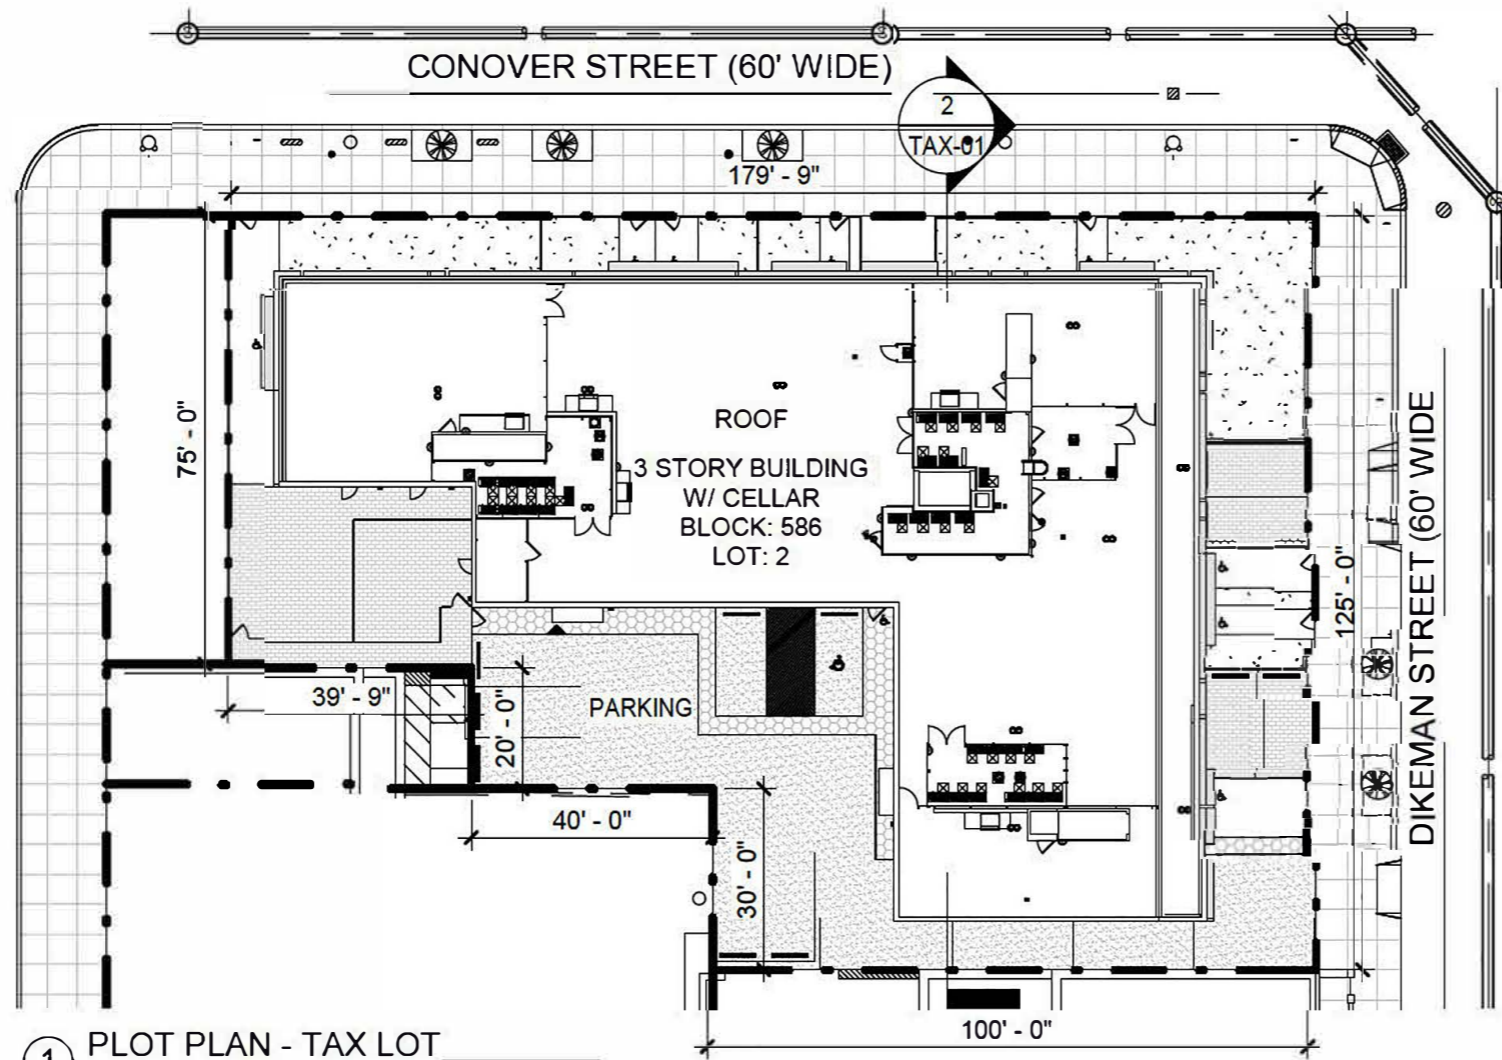 CONOVER STREET (60' WIDE)
2
TAX-01
179' - 9"
75' - 0"
ROOF
3 STORY BUILDING
W/ CELLAR
BLOCK: 586
LOT: 2
125' - 0"
DIKEMAN STREET (60' WIDE
39' - 9"
20' - 0"
PARKING
40' - 0"
30' - 0"
100' - 0"
1
PLOT PLAN - TAX LOT